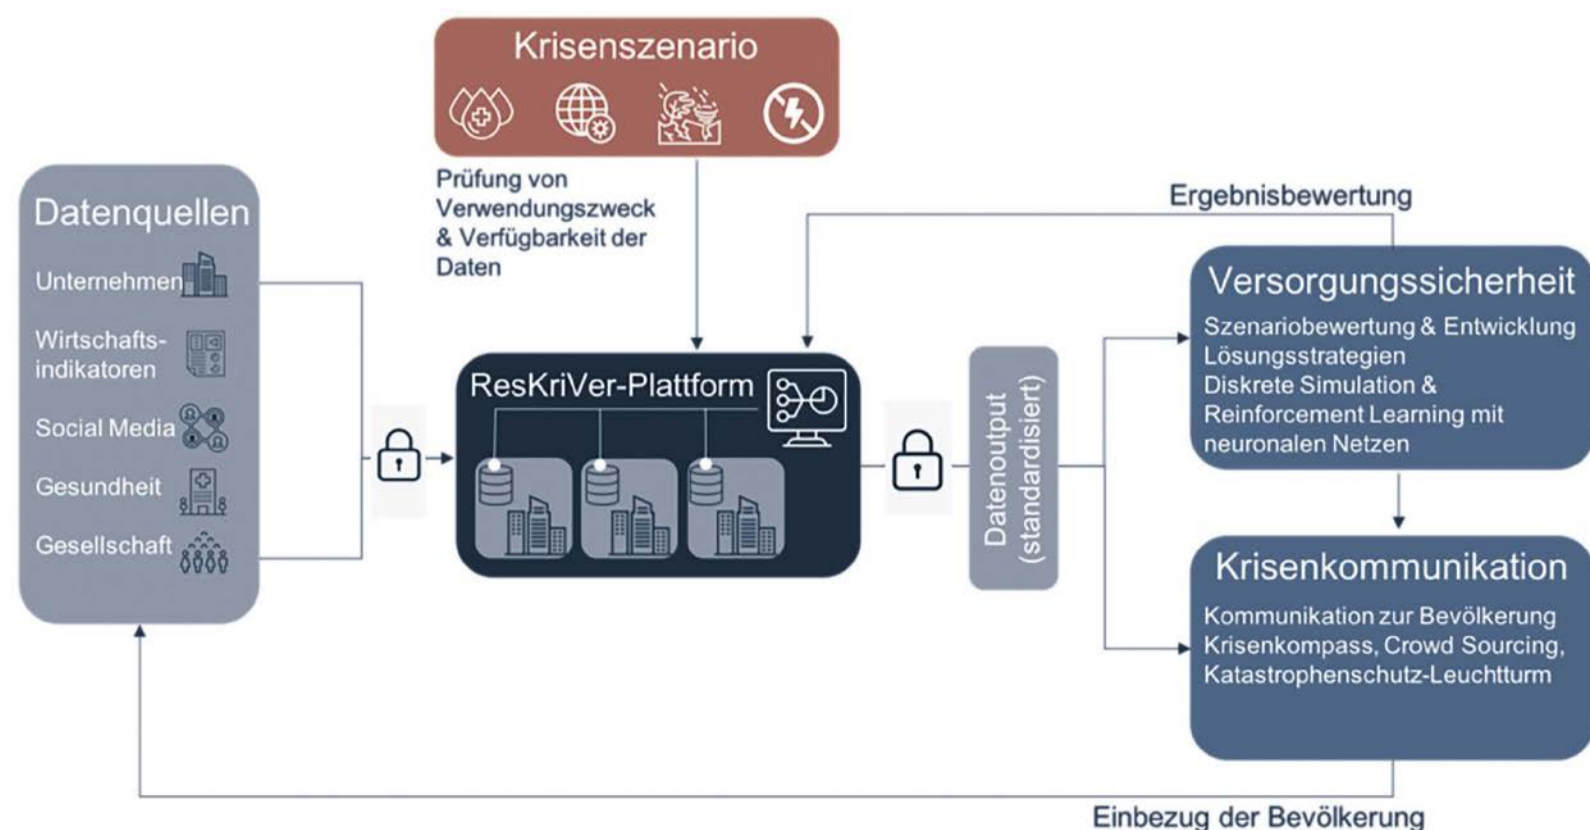 Krisenszenario
Prüfung von
Verwendungszweck
& Verfügbarkeit der
Daten
Datenquellen
Unternehmen
Wirtschafts-
indikatoren
Social Media
Gesundheit
Gesellschaft
ResKriVer-Plattform
Datenoutput
(standardisiert)
Ergebnisbewertung
Versorgungssicherheit
Szenariobewertung & Entwicklung
Lösungsstrategien
Diskrete Simulation &
Reinforcement Learning mit
neuronalen Netzen
Krisenkommunikation
Kommunikation zur Bevölkerung
Krisenkompass, Crowd Sourcing,
Katastrophenschutz-Leuchtturm
Einbezug der Bevölkerung